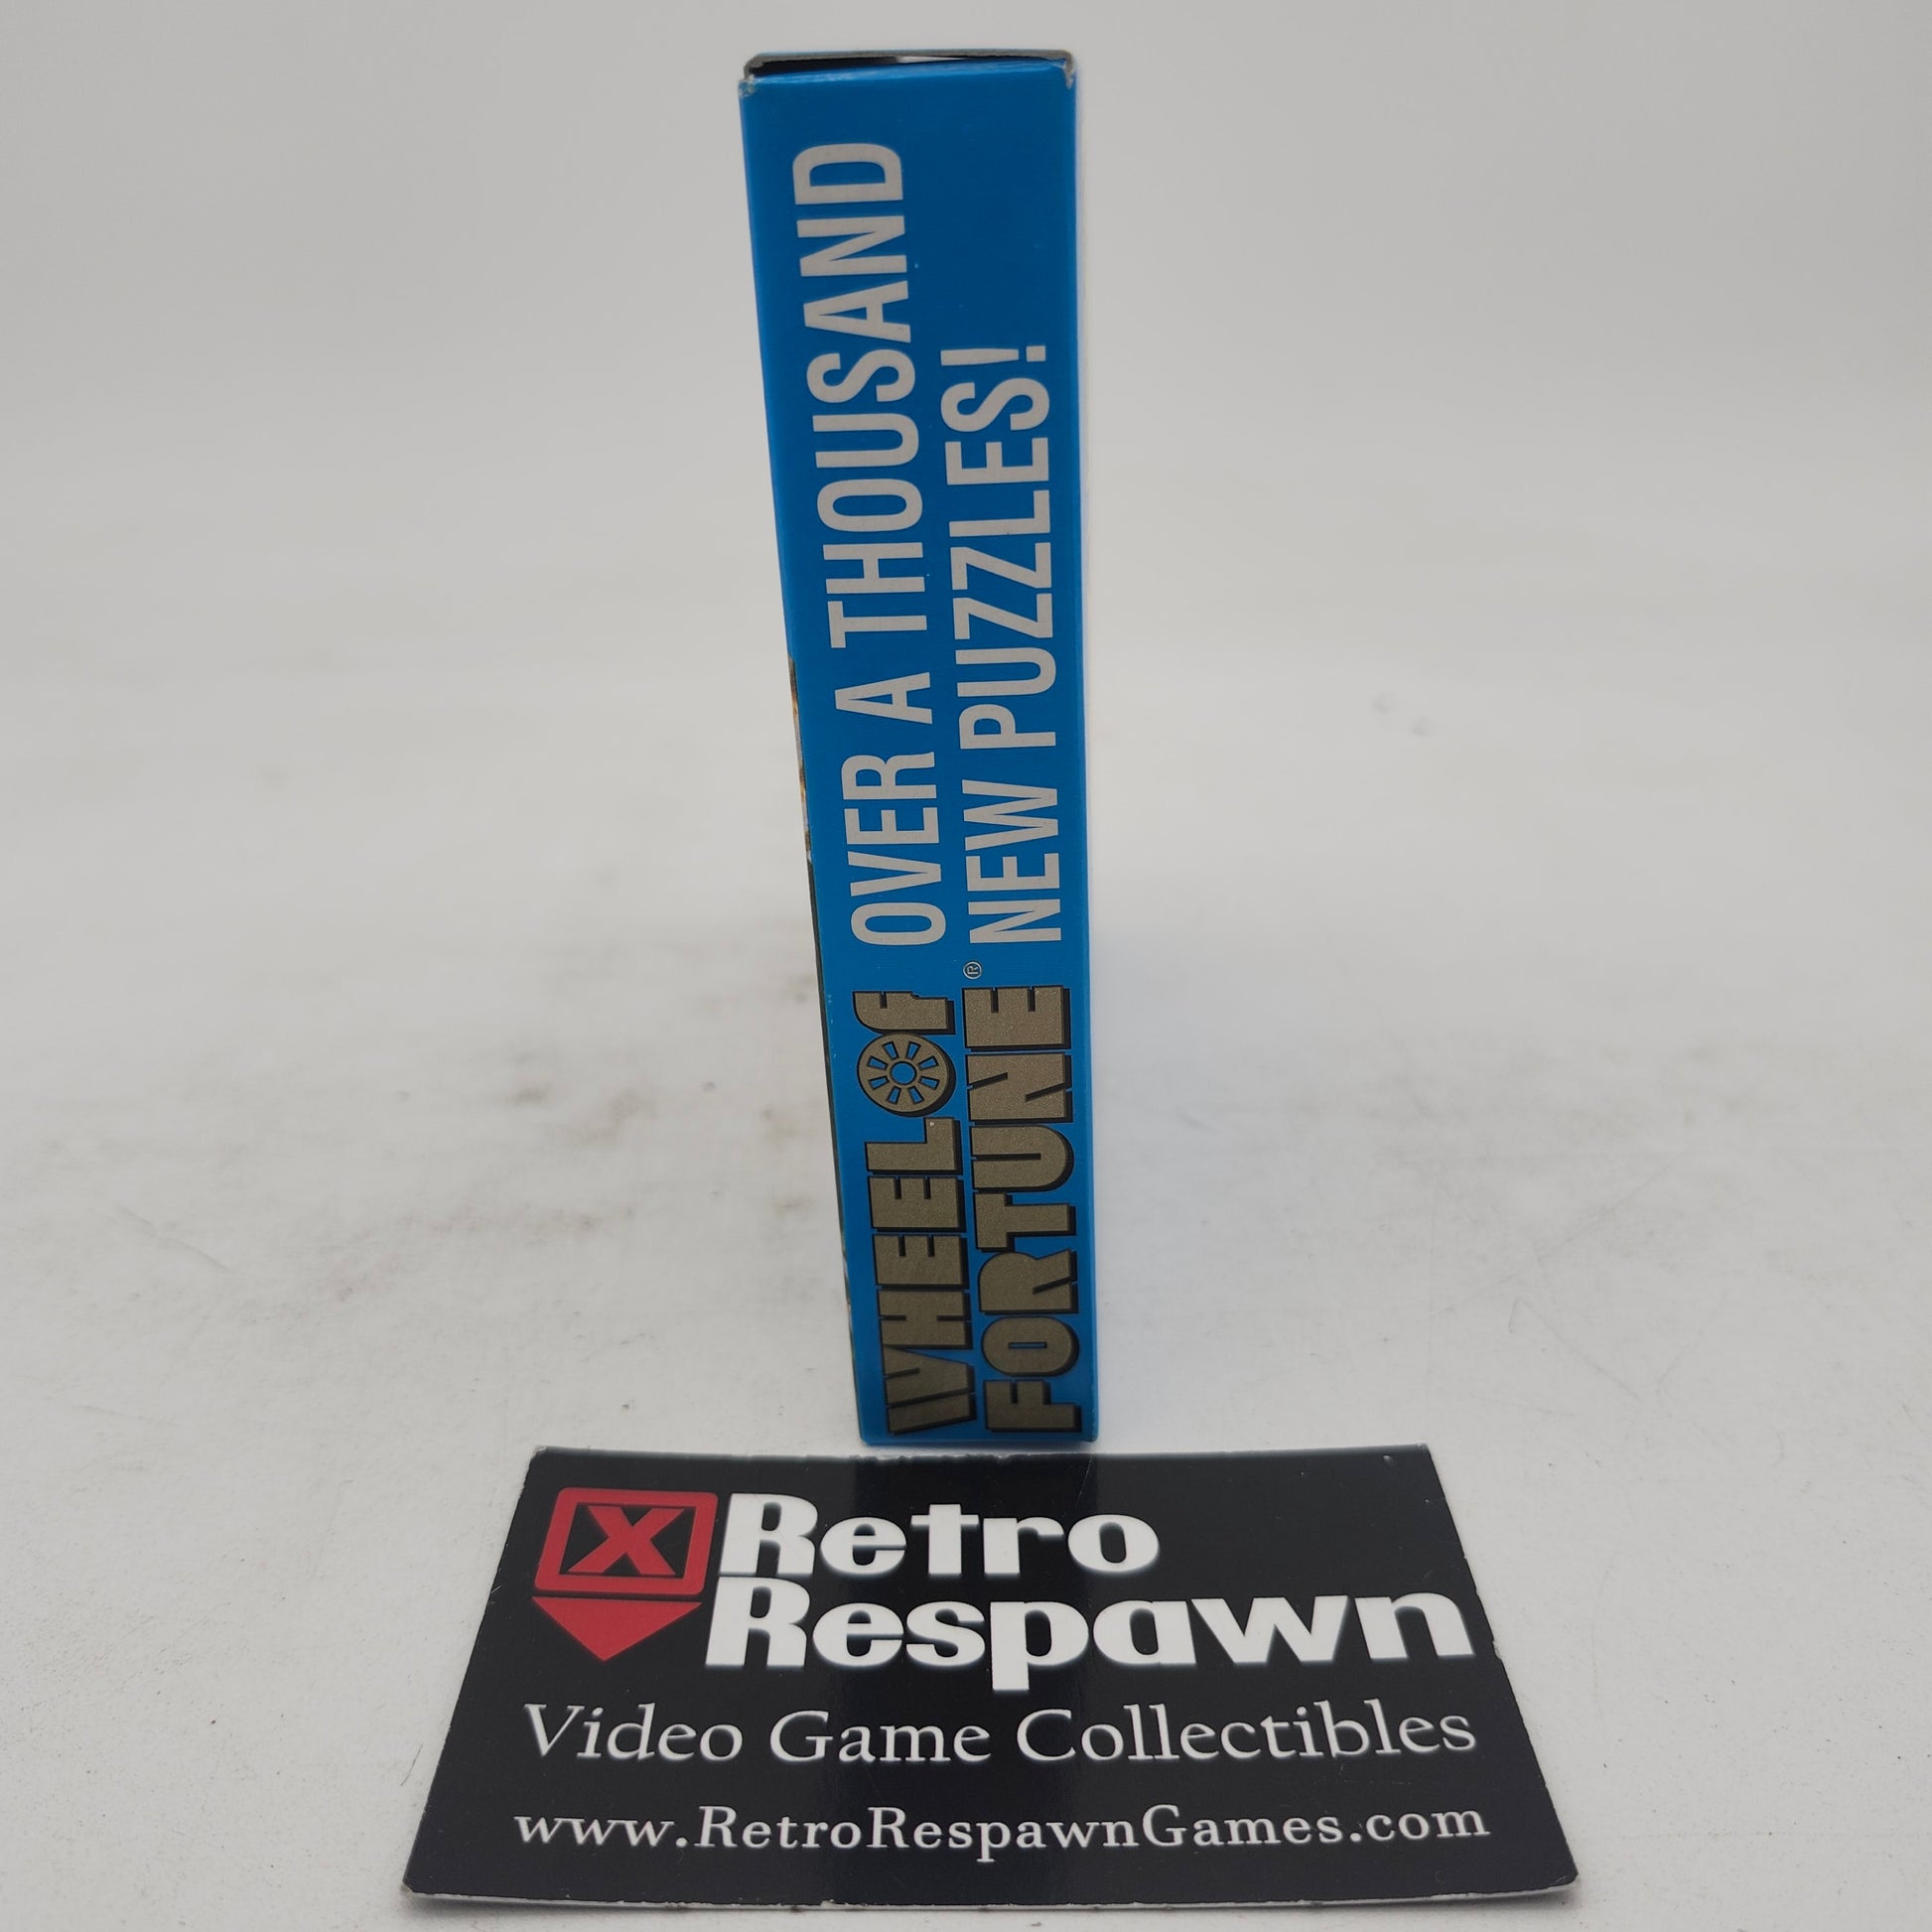 OVER A THOUSAND
NEW PUZZLES!
WHEEL OF
FORTUNE®
X
Retro
Respawn
Video Game Collectibles
www.RetroRespawnGames.com